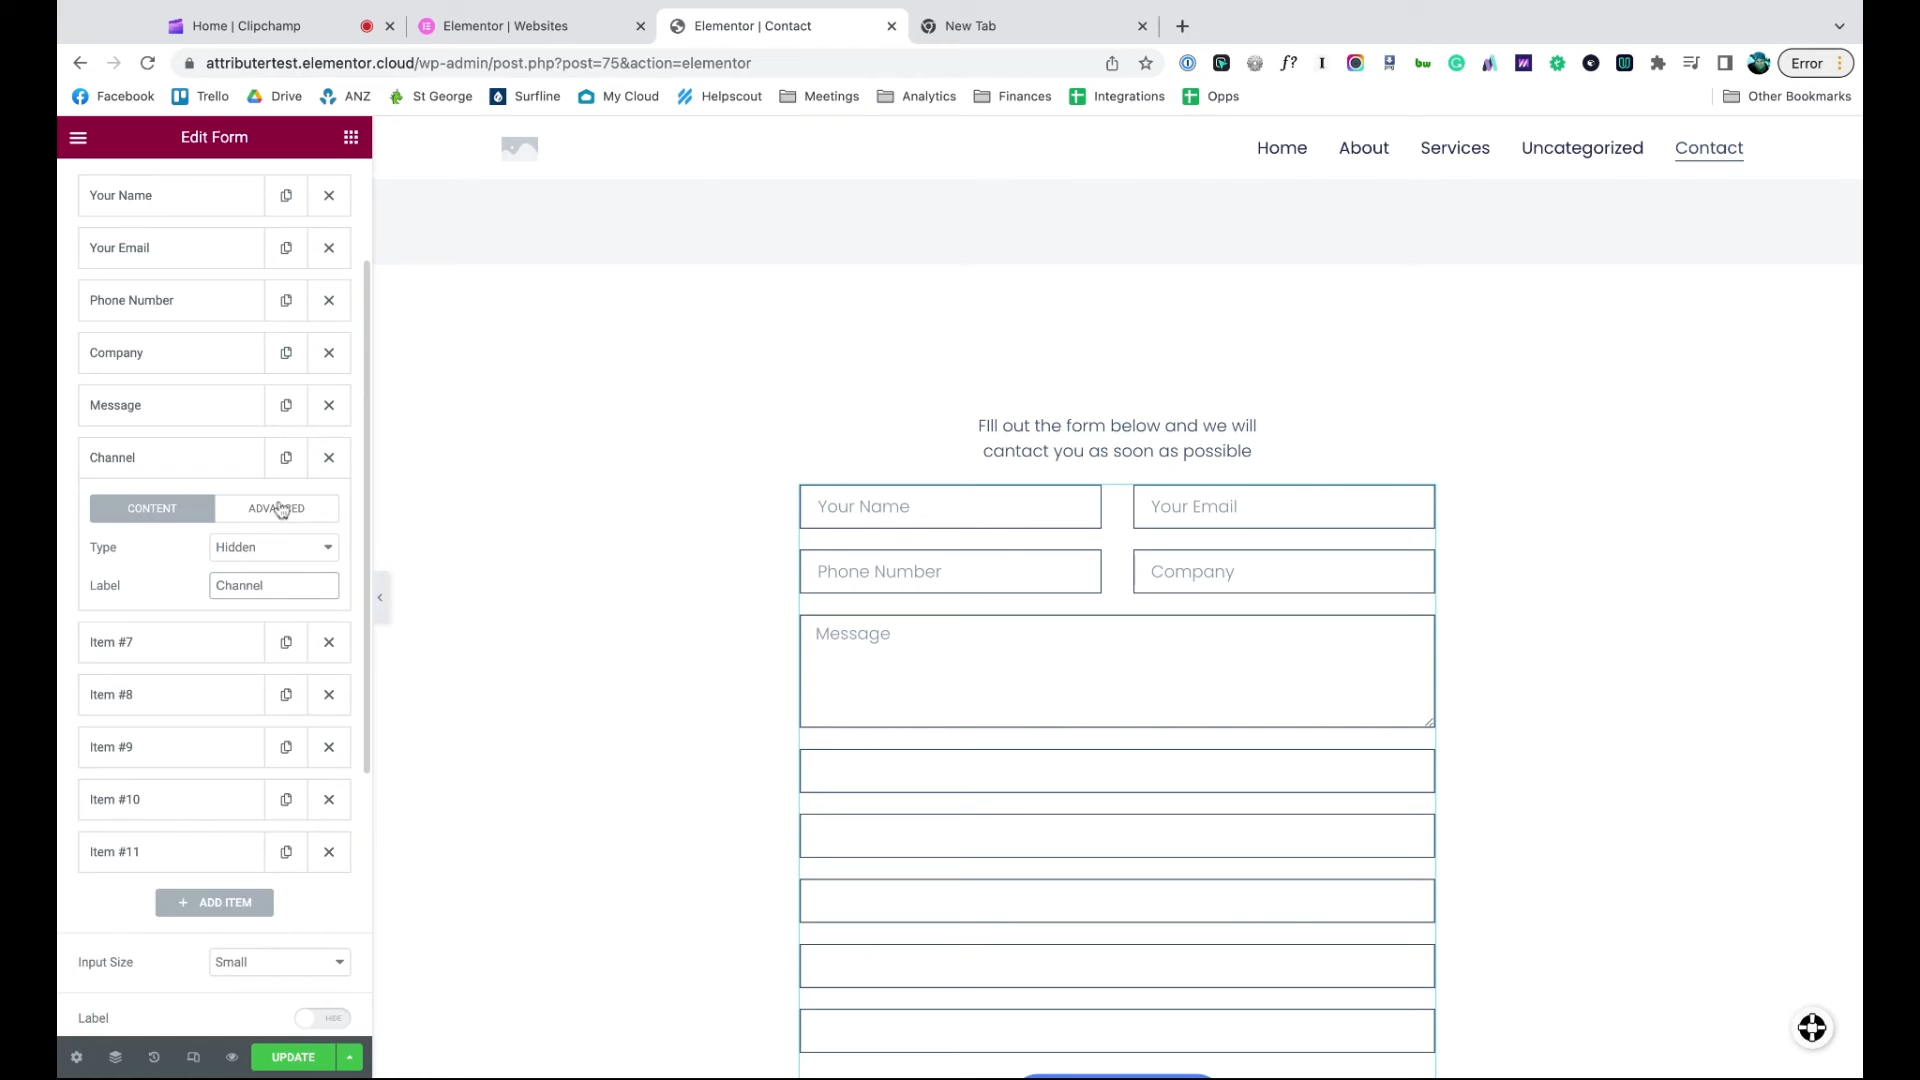 Home | Clipchamp
Elementor | Websites
Elementor | Contact
New Tab
attributertest.elementor.cloud/wp-admin/post.php?post=75&action=elementor
f?
bw
Error
Facebook
Trello
Drive
ANZ
St George
Surfline
My Cloud
Helpscout
Meetings
Analytics
Finances
Integrations
Opps
Other Bookmarks
Edit Form
Your Name
Your Email
Phone Number
Company
Message
Channel
CONTENT
ADVANCED
Type
Hidden
Label
Channel
Item #7
Item #8
Item #9
Item #10
Item #11
+ ADD ITEM
Input Size
Small
Label
HIDE
UPDATE
Home
About
Services
Uncategorized
Contact
FIll out the form below and we will
cantact you as soon as possible
Your Name
Your Email
Phone Number
Company
Message